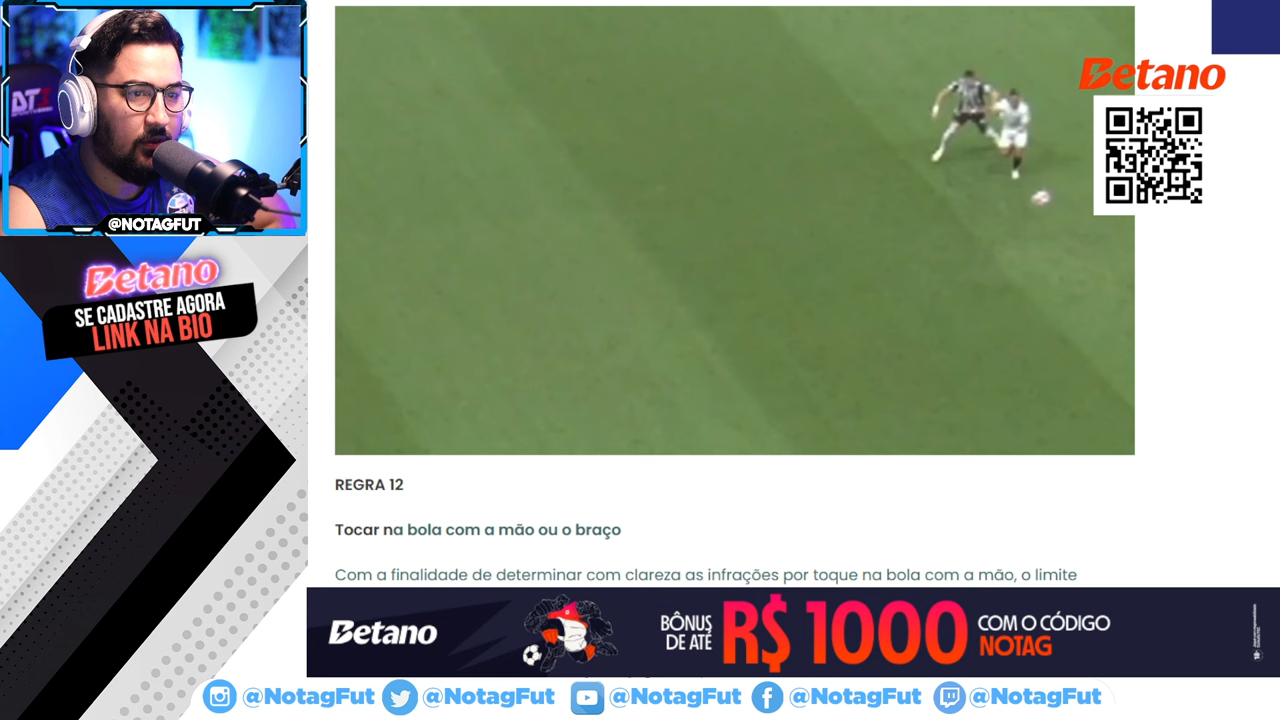 @NOTAGFUT
Betano
SE CADASTRE AGORA
LINK NA BIO
Betano
REGRA 12
Tocar na bola com a mão ou o braço
Com a finalidade de determinar com clareza as infrações por toque na bola com a mão, o limite
Betano
BÔNUS
DE ATÉ
R$ 1000
COM O CÓDIGO
NOTAG
@NotagFut @NotagFut @NotagFut @NotagFut @NotagFut